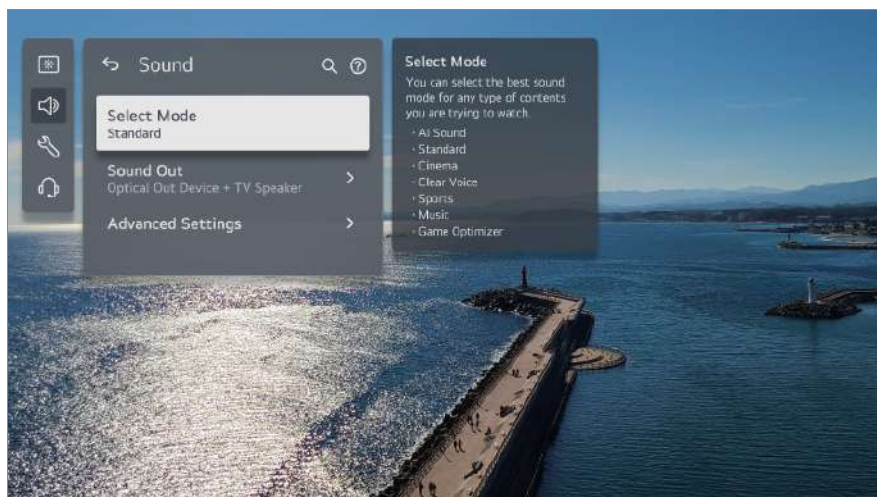 Sound
Select Mode
Standard
Sound Out
Optical Out Device + TV Speaker
Advanced Settings
Select Mode
You can select the best sound
mode for any type of contents
you are trying to watch.
· AI Sound
· Standard
· Cinema
· Clear Voice
· Sports
· Music
· Game Optimizer